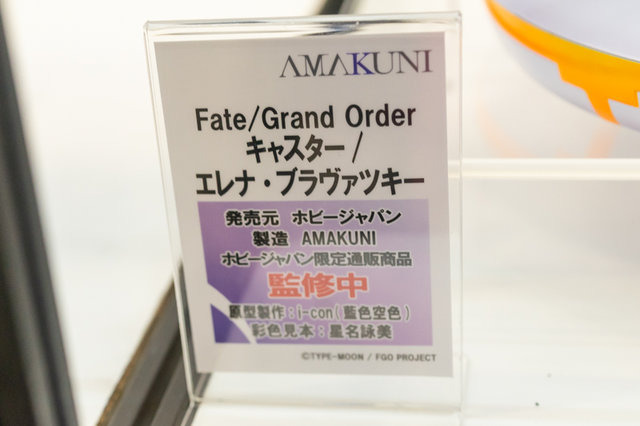 AMAKUNI
Fate/Grand Order
キャスター/
エレナ・ブラヴァツキー
発売元 ホビージャパン
製造 AMAKUNI
ホビージャパン限定通販商品
監修中
原型製作:i-con(藍色空色)
彩色見本:星名詠美
©TYPE-MOON / FGO PROJECT